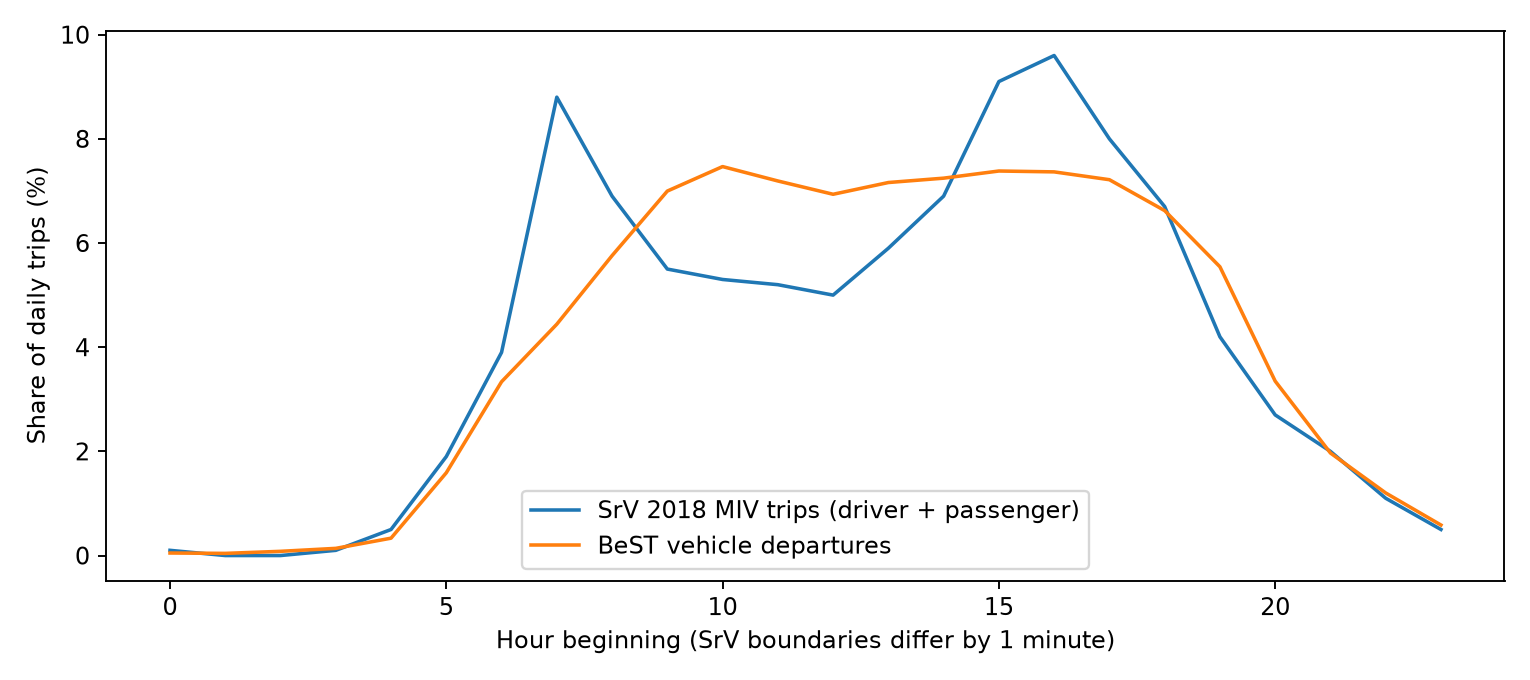 10
8
6
4
2
0
Share of daily trips (%)
SrV 2018 MIV trips (driver + passenger)
BeST vehicle departures
0 5 10 15 20
Hour beginning (SrV boundaries differ by 1 minute)